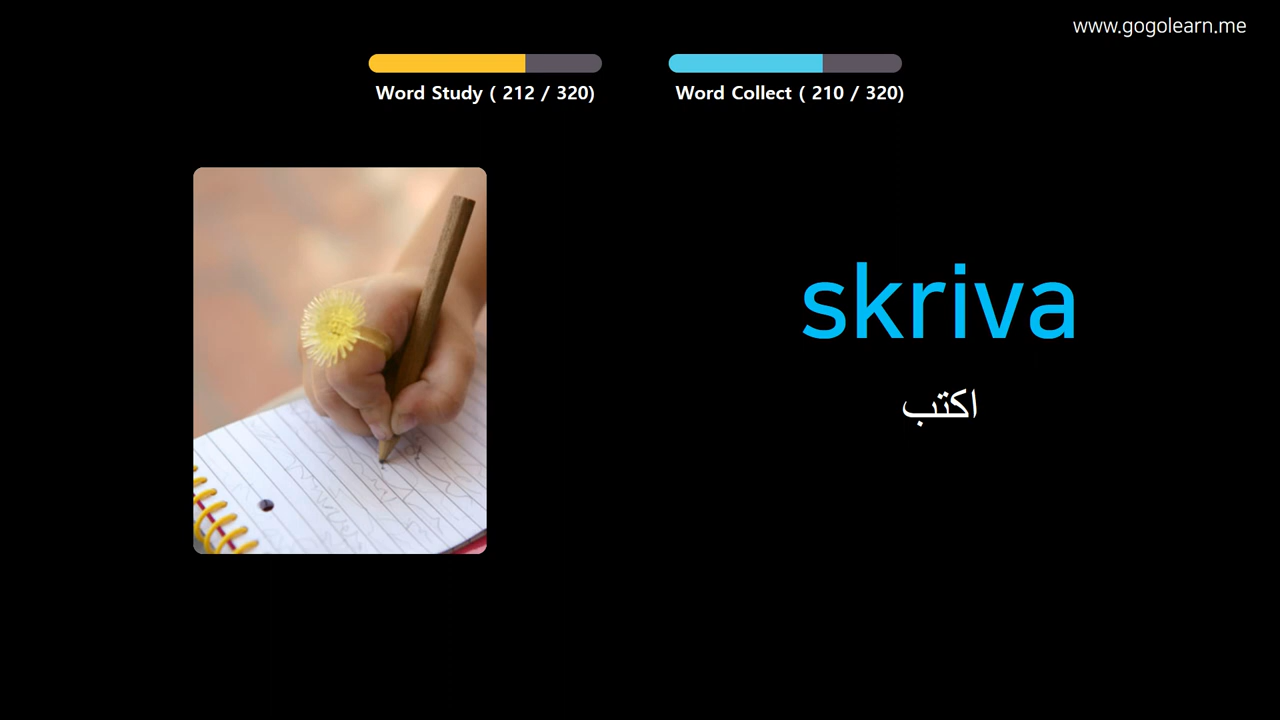 www.gogolearn.me
Word Study ( 212 / 320)
Word Collect ( 210 / 320)
skriva
اكتب